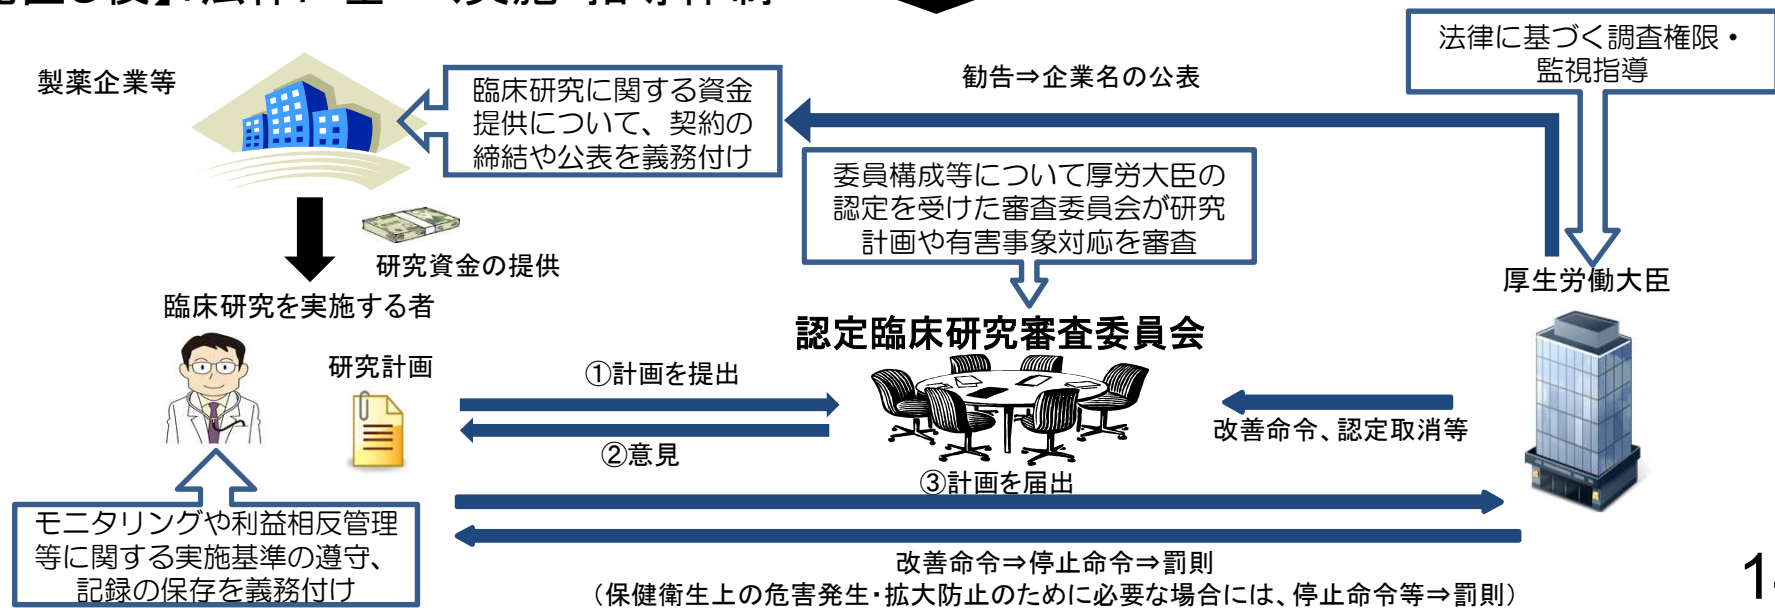 法律に基づく調査権限・
監視指導
製薬企業等
臨床研究に関する資金
提供について、契約の
締結や公表を義務付け
勧告⇒企業名の公表
委員構成等について厚労大臣の
認定を受けた審査委員会が研究
計画や有害事象対応を審査
研究資金の提供
厚生労働大臣
臨床研究を実施する者
認定臨床研究審査委員会
研究計画
①計画を提出
②意見
改善命令、認定取消等
③計画を届出
モニタリングや利益相反管理
等に関する実施基準の遵守、
記録の保存を義務付け
改善命令⇒停止命令⇒罰則
（保健衛生上の危害発生・拡大防止のために必要な場合には、停止命令等⇒罰則）